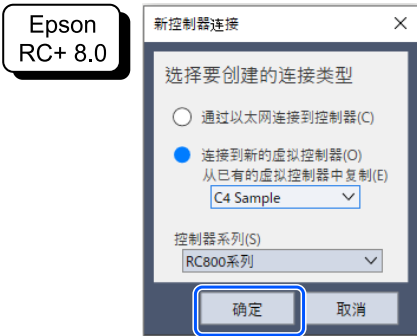 Epson
RC+ 8.0
新控制器连接
选择要创建的连接类型
通过以太网连接到控制器(C)
连接到新的虚拟控制器(O)
从已有的虚拟控制器中复制(E)
C4 Sample
控制器系列(S)
RC800系列
确定
取消